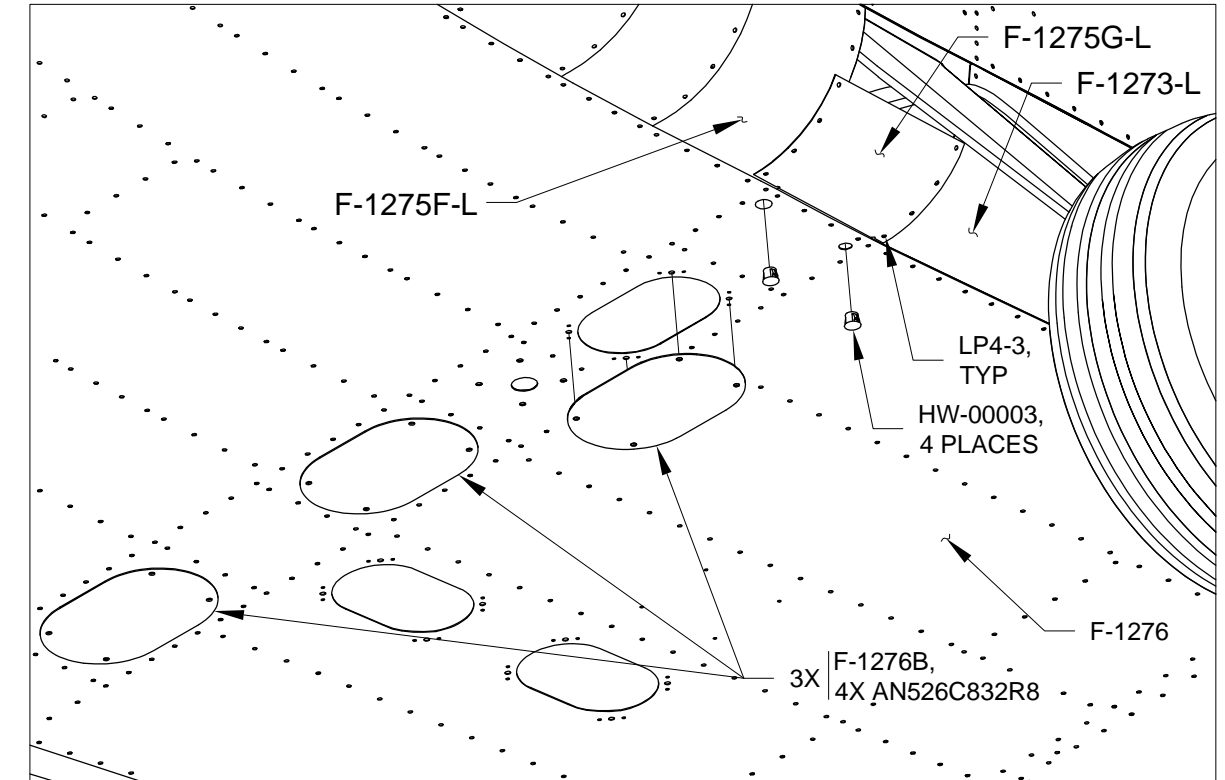 F-1275G-L
F-1273-L
F-1275F-L
LP4-3,
TYP
HW-00003,
4 PLACES
F-1276
3X F-1276B,
4X AN526C832R8